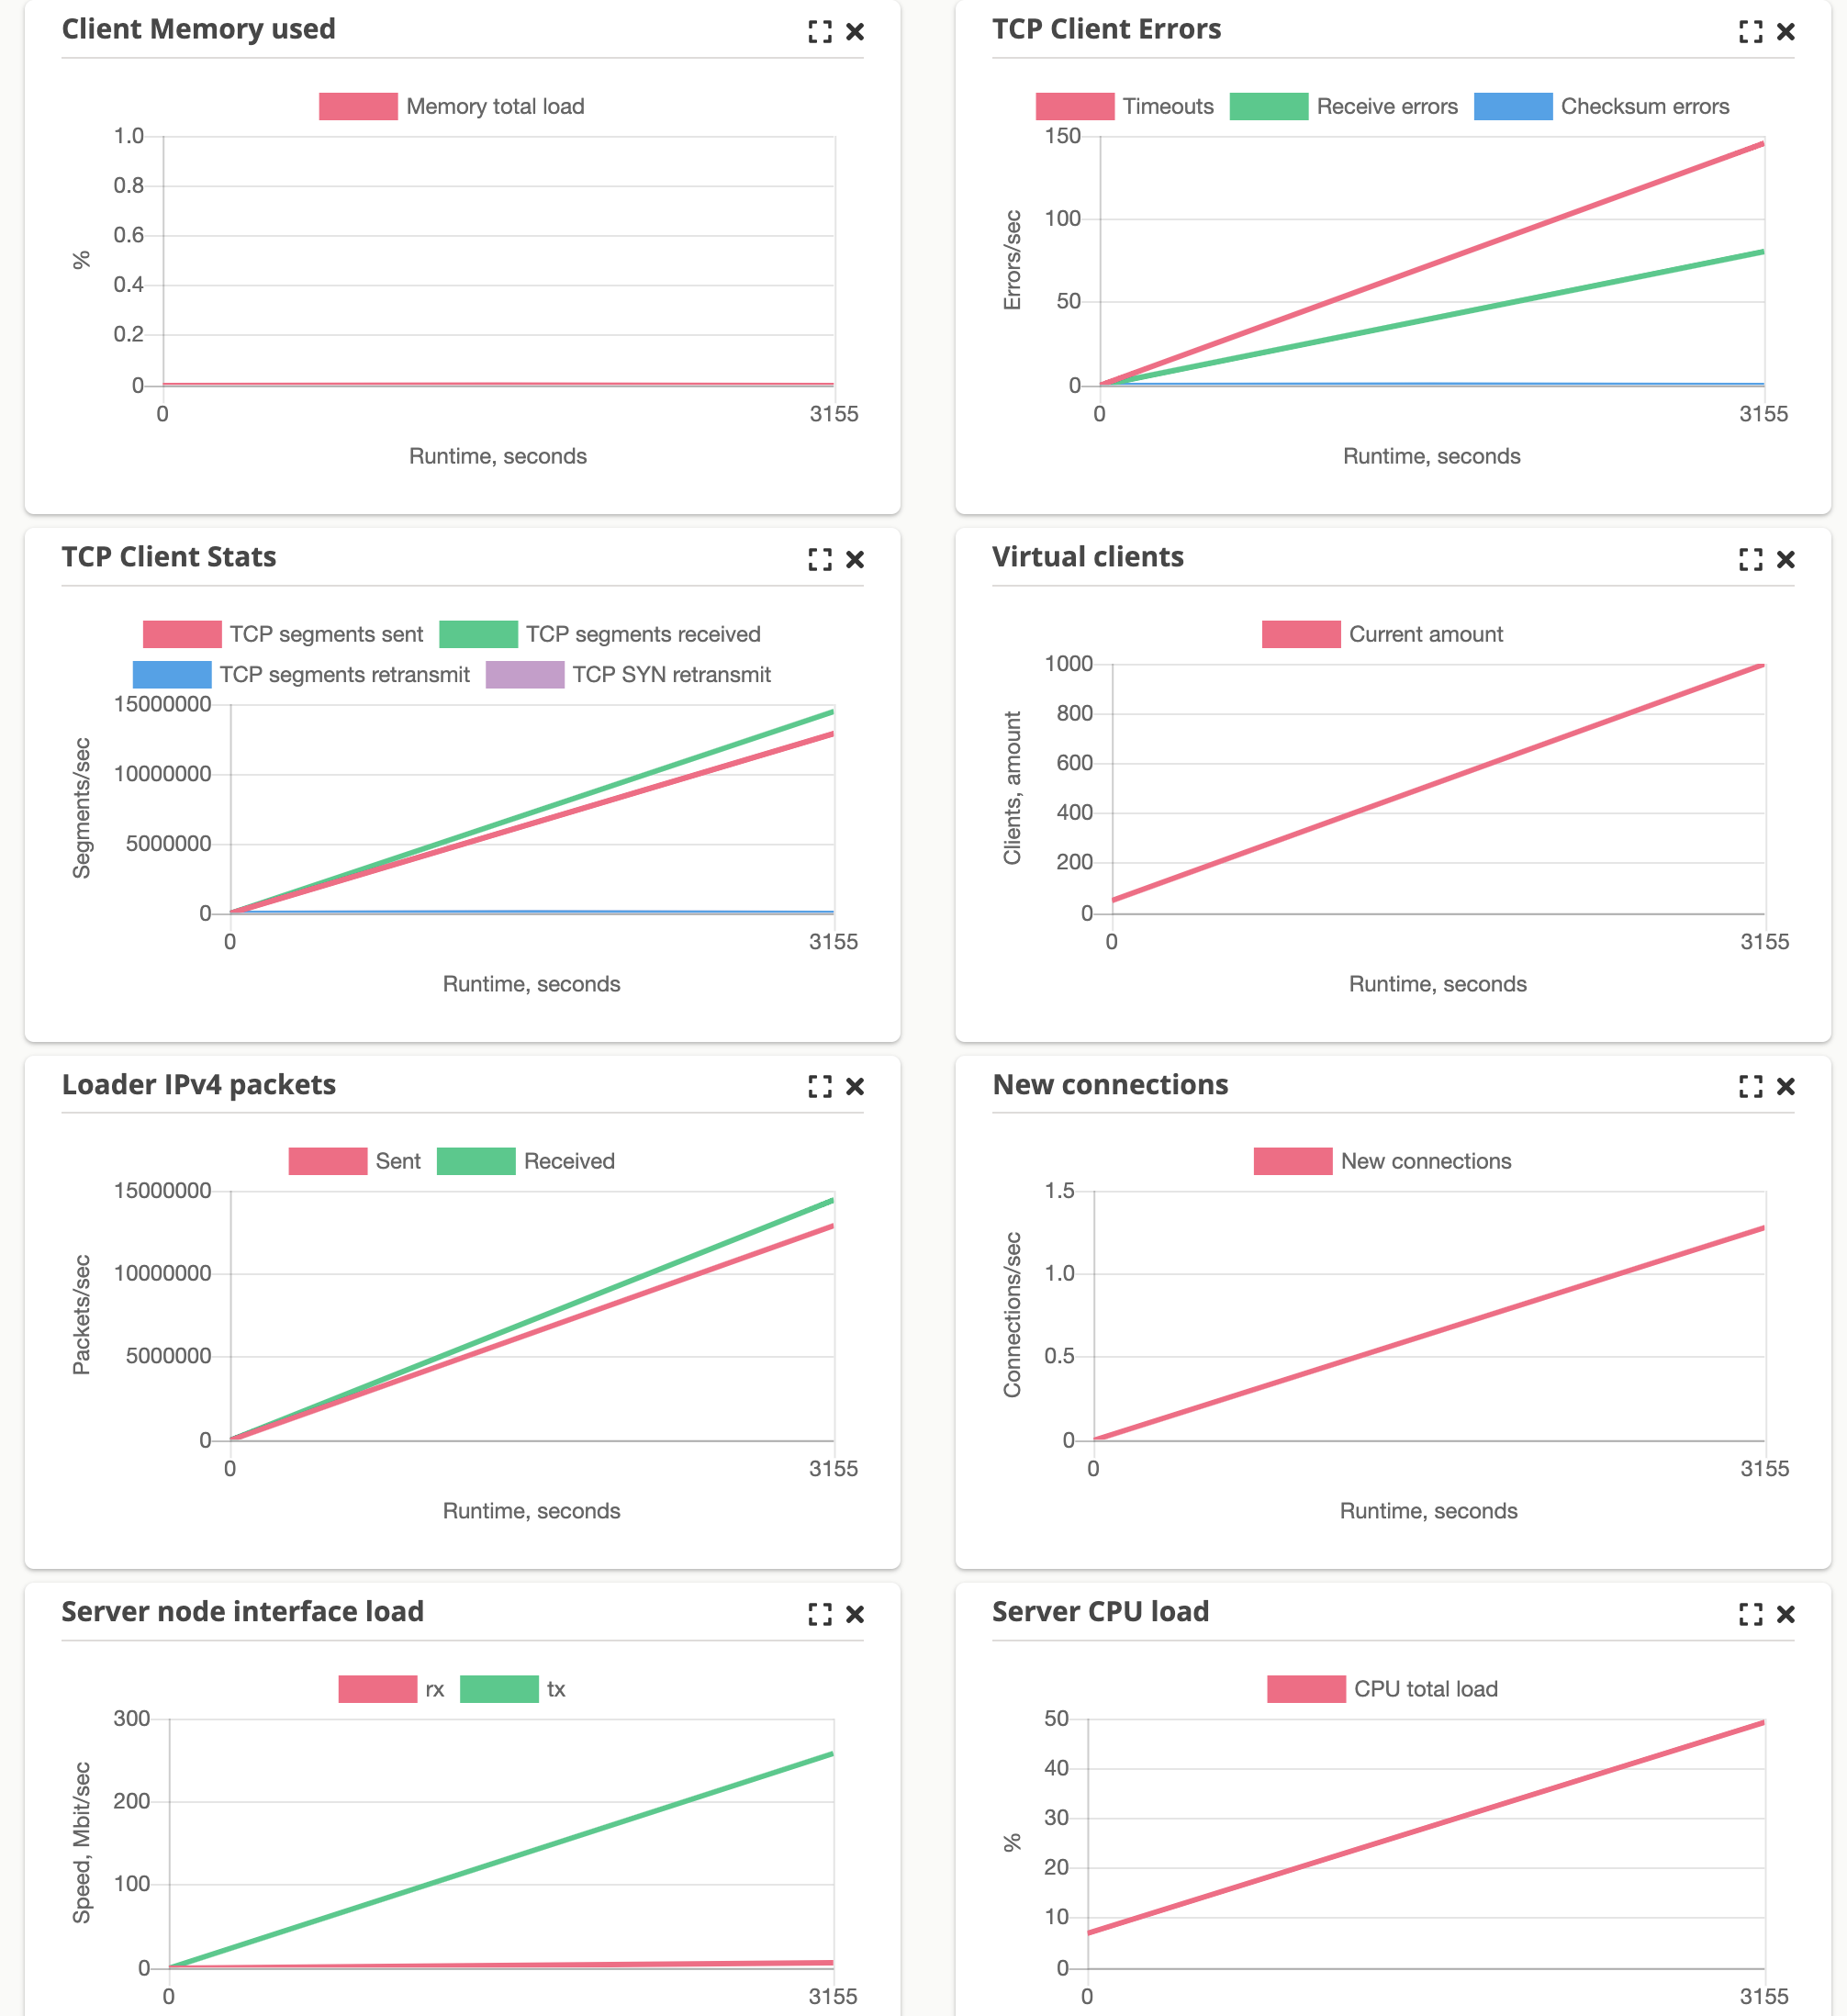 Client Memory used
Memory total load
1.0
0.8
0.6
0.4
0.2
0
%
0 3155
Runtime, seconds
TCP Client Errors
Timeouts Receive errors Checksum errors
150
100
50
0
Errors/sec
0 3155
Runtime, seconds
TCP Client Stats
TCP segments sent TCP segments received
TCP segments retransmit TCP SYN retransmit
15000000
10000000
5000000
0
Segments/sec
0 3155
Runtime, seconds
Virtual clients
Current amount
1000
800
600
400
200
0
Clients, amount
0 3155
Runtime, seconds
Loader IPv4 packets
Sent Received
15000000
10000000
5000000
0
Packets/sec
0 3155
Runtime, seconds
New connections
New connections
1.5
1.0
0.5
0
Connections/sec
0 3155
Runtime, seconds
Server node interface load
rx tx
300
200
100
0
Speed, Mbit/sec
0 3155
Server CPU load
CPU total load
50
40
30
20
10
0
%
0 3155